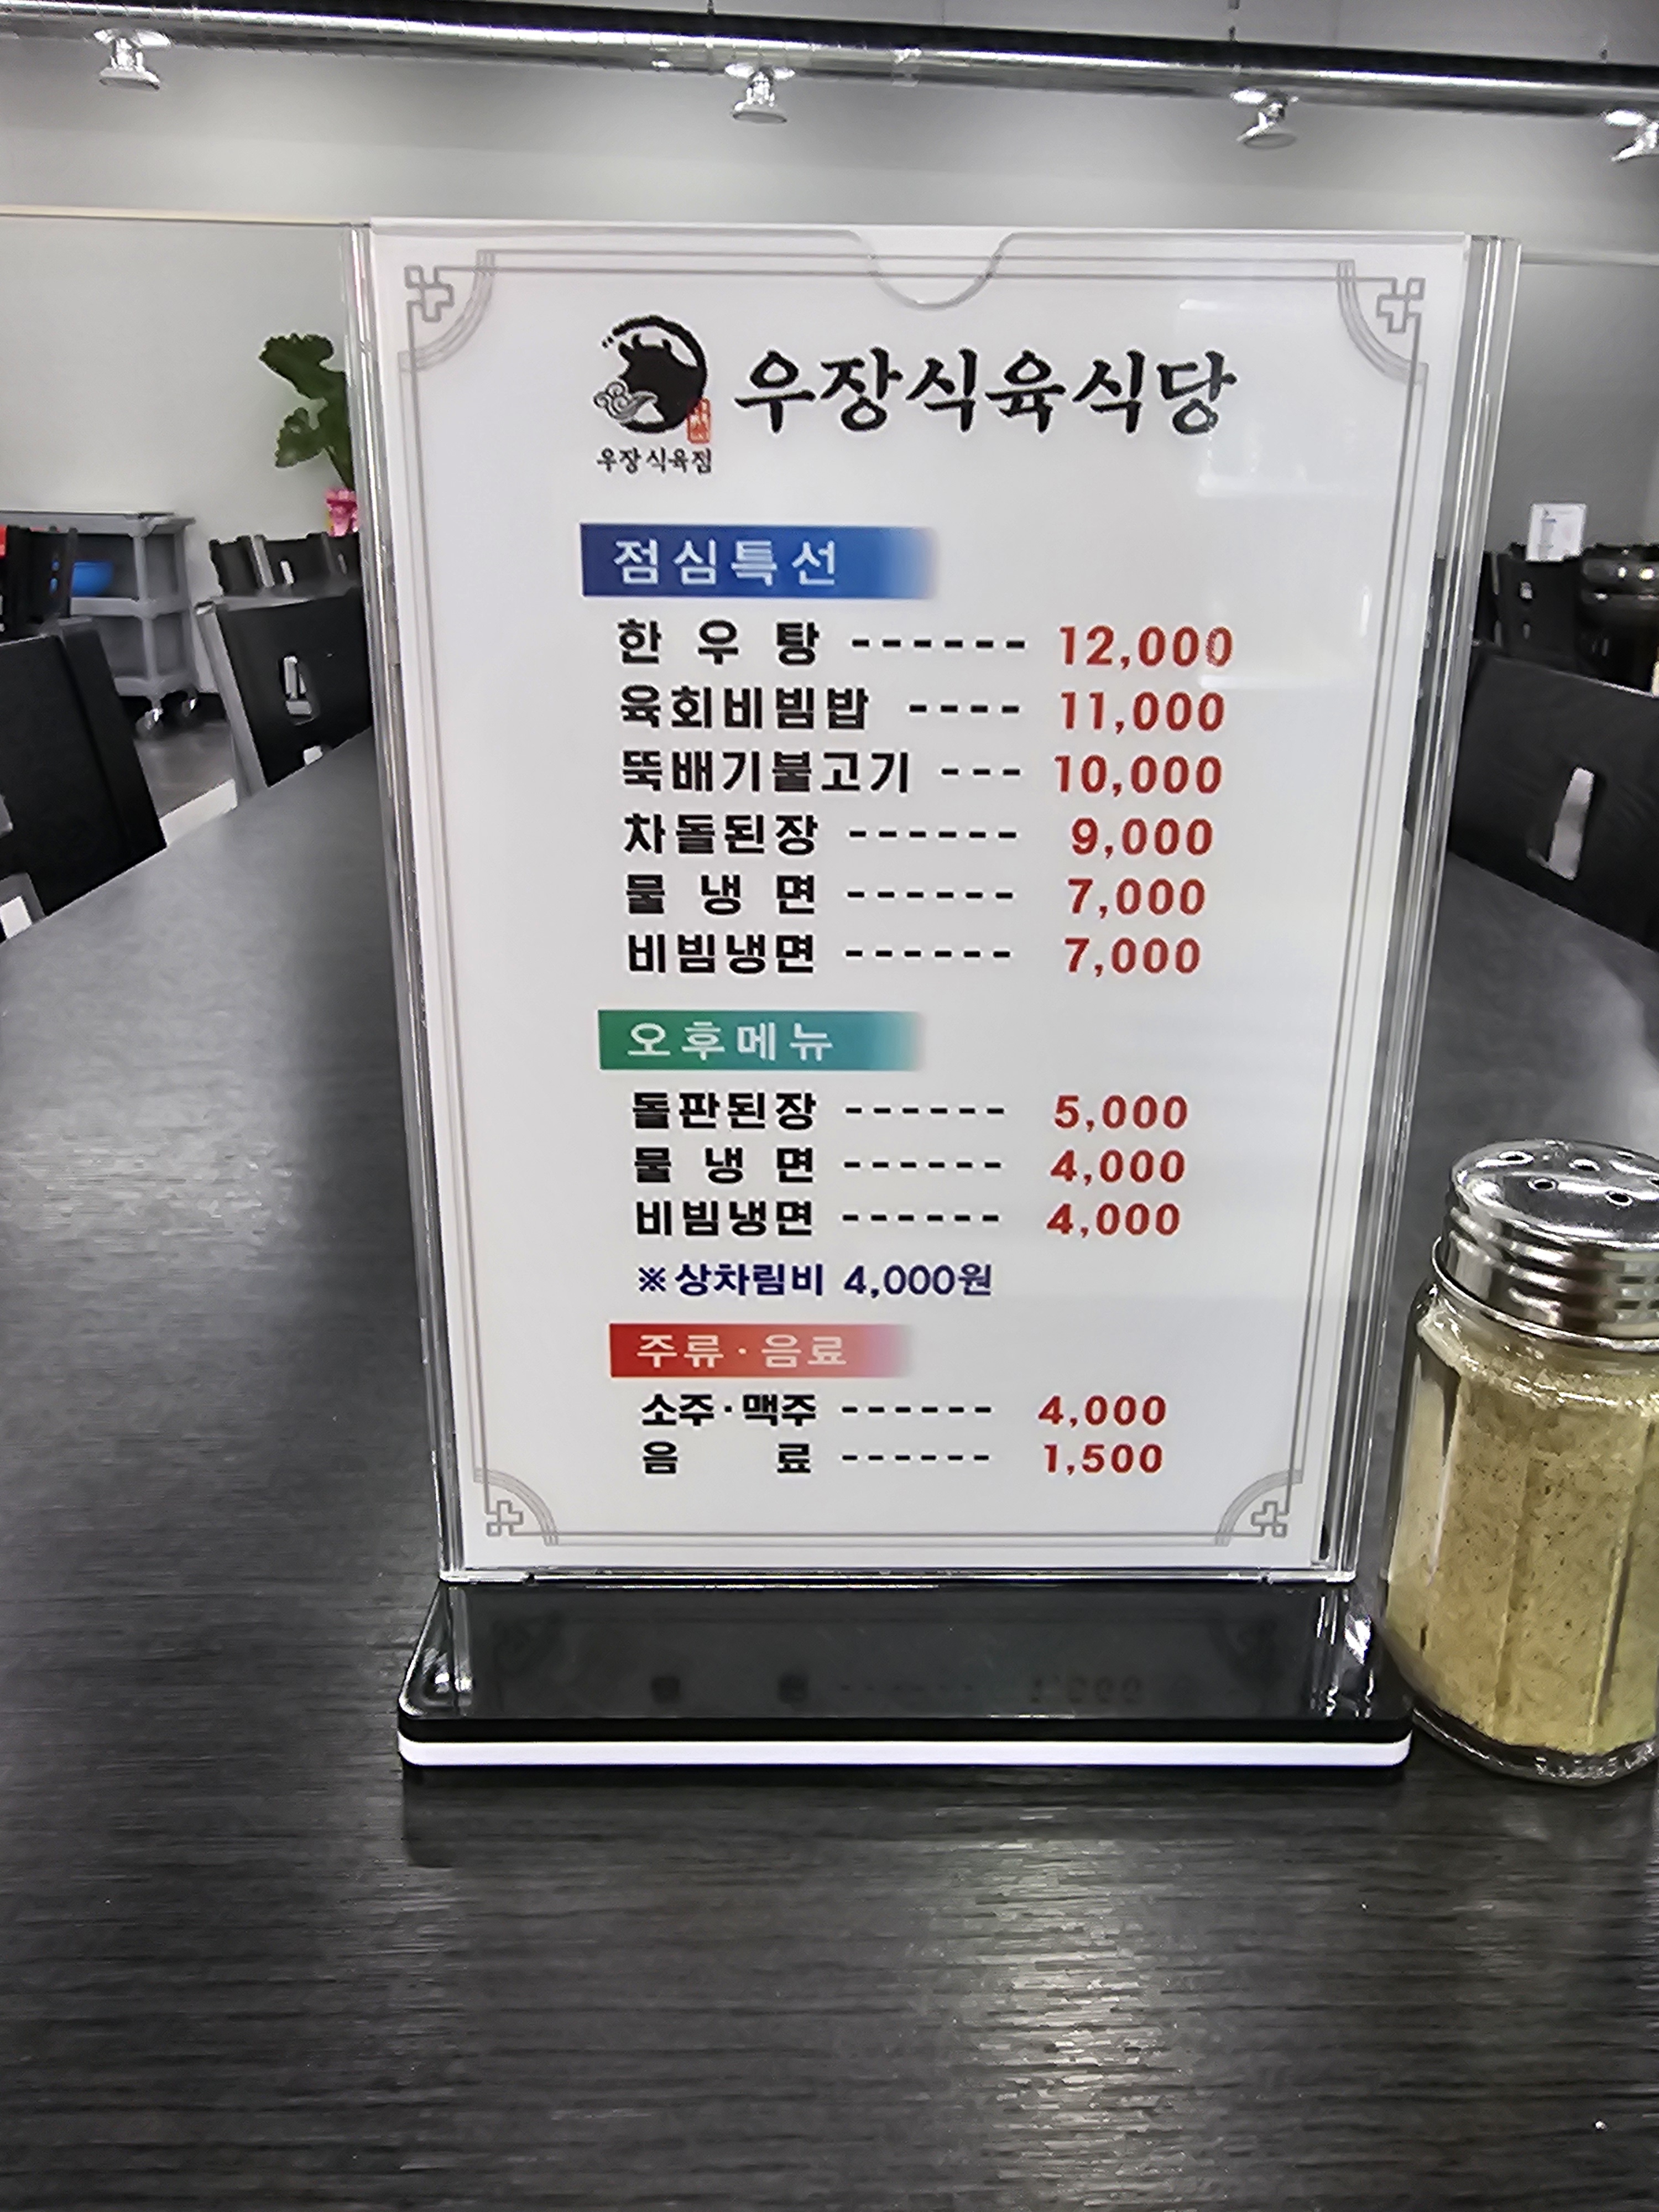 우장식육식당
우장식육점
점심특선
한 우 탕 ------ 12,000
육회비빔밥 ---- 11,000
뚝배기불고기 --- 10,000
차돌된장 ------ 9,000
물 냉 면 ------ 7,000
비빔냉면 ------ 7,000
오후메뉴
돌판된장 ------ 5,000
물 냉 면 ------ 4,000
비빔냉면 ------ 4,000
※상차림비 4,000원
주류·음료
소주·맥주 ------ 4,000
음 료 ------ 1,500